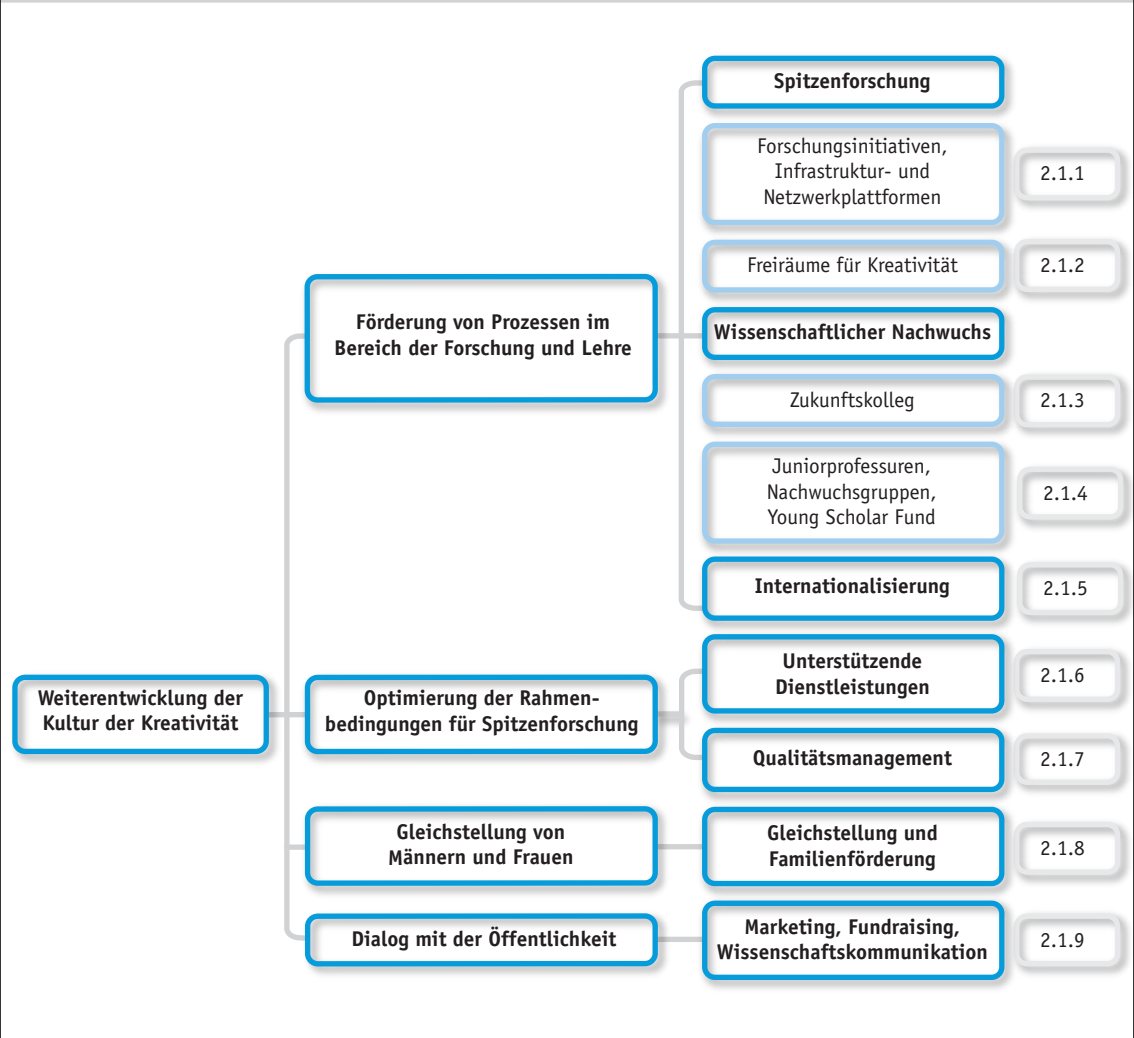 Spitzenforschung
Forschungsinitiativen,
Infrastruktur- und
Netzwerkplattformen
2.1.1
Freiräume für Kreativität
2.1.2
Förderung von Prozessen im
Bereich der Forschung und Lehre
Wissenschaftlicher Nachwuchs
Zukunftskolleg
2.1.3
Juniorprofessuren,
Nachwuchsgruppen,
Young Scholar Fund
2.1.4
Internationalisierung
2.1.5
Weiterentwicklung der
Kultur der Kreativität
Optimierung der Rahmen-
bedingungen für Spitzenforschung
Unterstützende
Dienstleistungen
2.1.6
Qualitätsmanagement
2.1.7
Gleichstellung von
Männern und Frauen
Gleichstellung und
Familienförderung
2.1.8
Dialog mit der Öffentlichkeit
Marketing, Fundraising,
Wissenschaftskommunikation
2.1.9